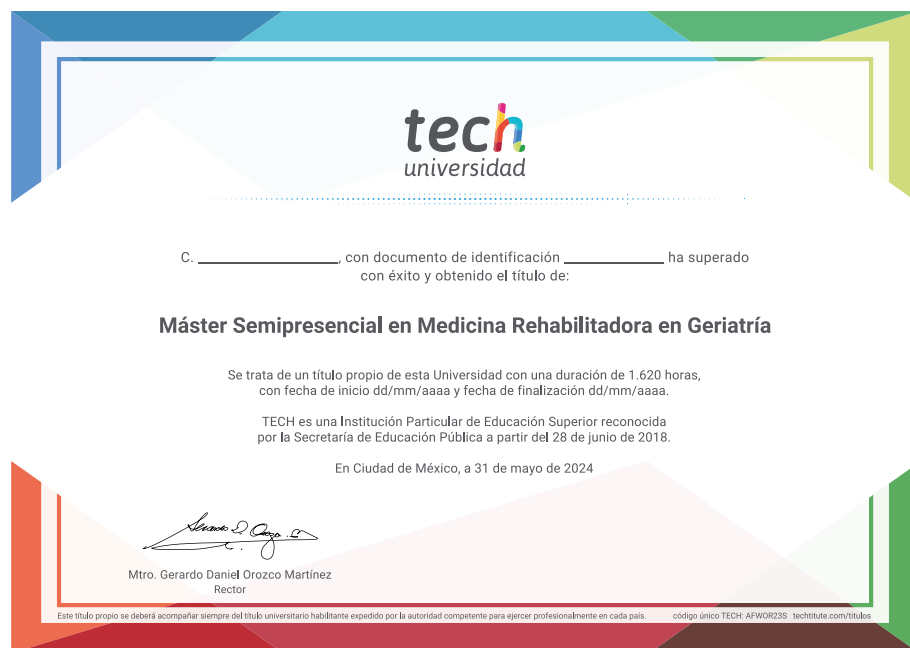 tech
universidad
C. ____________________, con documento de identificación ______________ ha superado
con éxito y obtenido el título de:
Máster Semipresencial en Medicina Rehabilitadora en Geriatría
Se trata de un título propio de esta Universidad con una duración de 1.620 horas,
con fecha de inicio dd/mm/aaaa y fecha de finalización dd/mm/aaaa.
TECH es una Institución Particular de Educación Superior reconocida
por la Secretaría de Educación Pública a partir del 28 de junio de 2018.
En Ciudad de México, a 31 de mayo de 2024
Mtro. Gerardo Daniel Orozco Martínez
Rector
Este título propio se deberá acompañar siempre del título universitario habilitante expedido por la autoridad competente para ejercer profesionalmente en cada país. código único TECH: AFWOR23S techtitute.com/titulos